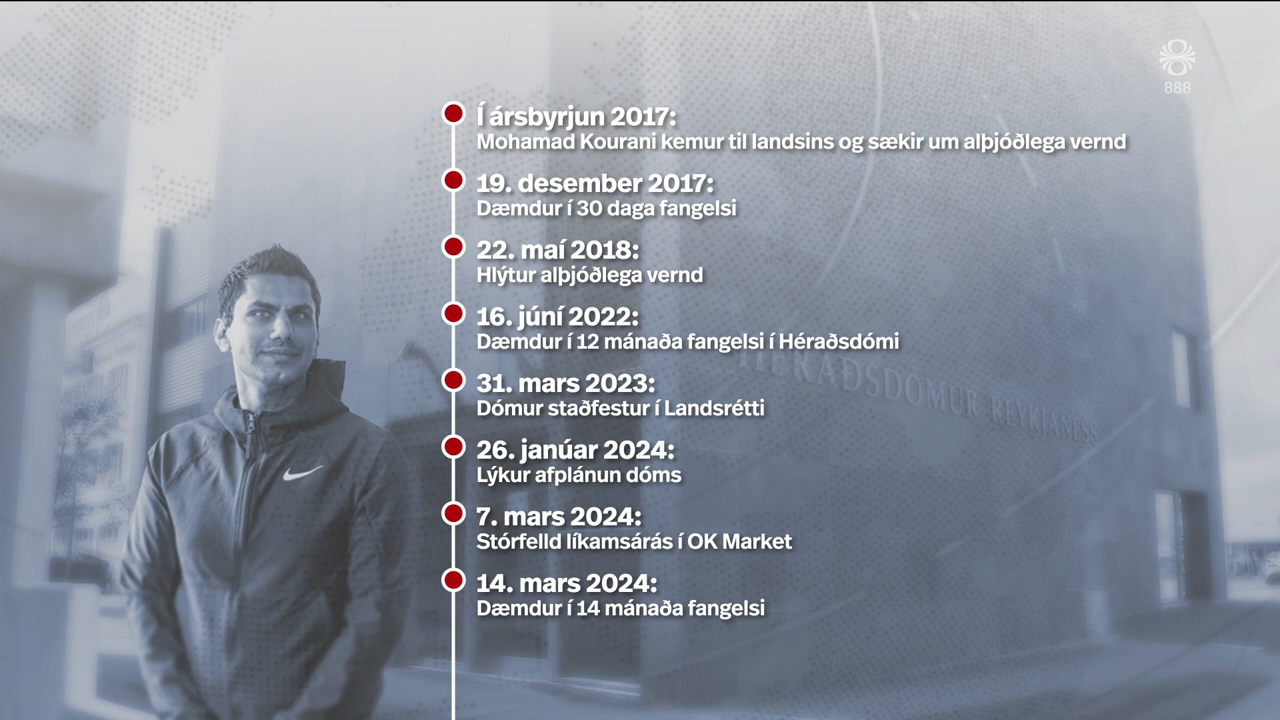 888
Í ársbyrjun 2017:
Mohamad Kourani kemur til landsins og sækir um alþjóðlega vernd
19. desember 2017:
Dæmdur í 30 daga fangelsi
22. maí 2018:
Hlýtur alþjóðlega vernd
16. júní 2022:
Dæmdur í 12 mánaða fangelsi í Héraðsdómi
31. mars 2023:
Dómur staðfestur í Landsrétti
HÉRAÐSDÓMUR REYKJANESS
26. janúar 2024:
Lýkur afplánun dóms
7. mars 2024:
Stórfelld líkamsárás í OK Market
14. mars 2024:
Dæmdur í 14 mánaða fangelsi